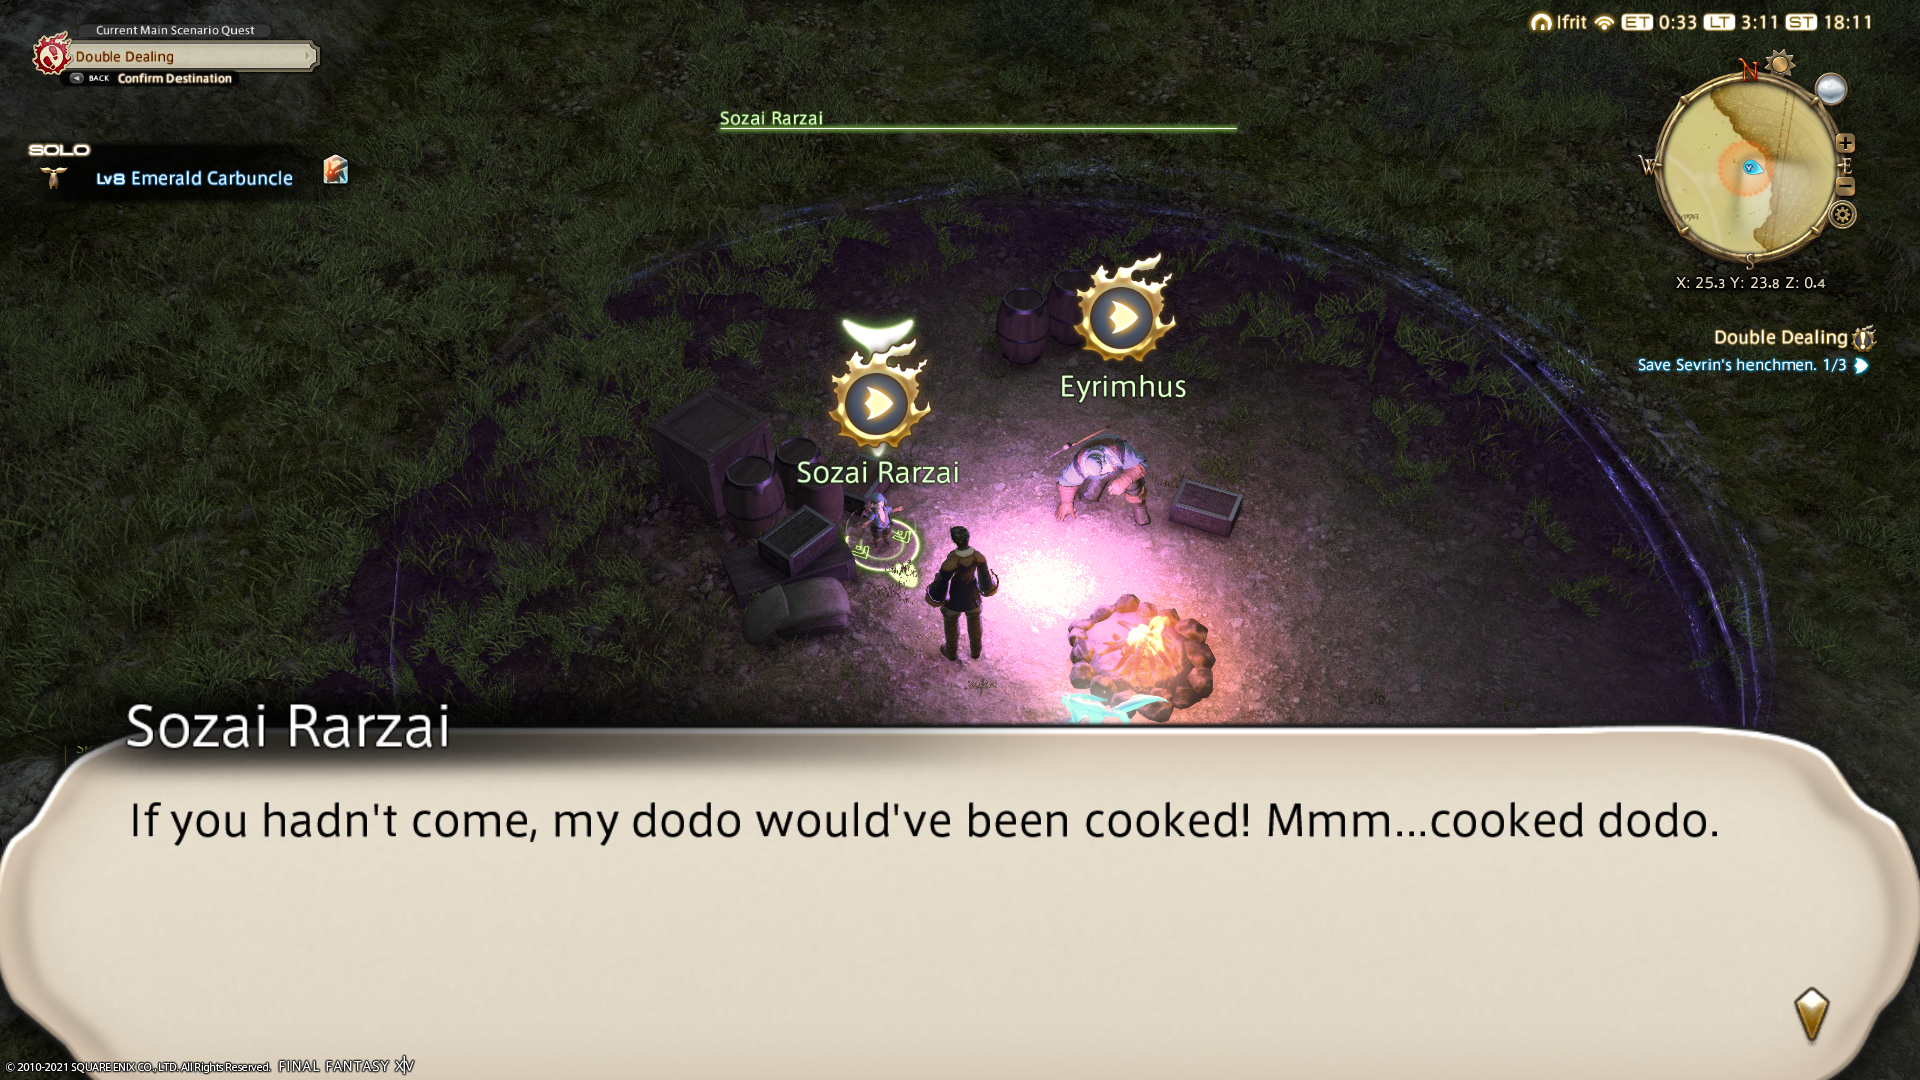 Current Main Scenario Quest
Double Dealing
BACK Confirm Destination
Ifrit ET 0:33 LT 3:11 ST 18:11
SOLO
Lv8 Emerald Carbuncle
Sozai Rarzai
N
W
E
S
X: 25.3 Y: 23.8 Z: 0.4
Double Dealing
Save Sevrin's henchmen. 1/3
Eyrimhus
Sozai Rarzai
Sozai Rarzai
If you hadn't come, my dodo would've been cooked! Mmm...cooked dodo.
© 2010-2021 SQUARE ENIX CO., LTD. All Rights Reserved. FINAL FANTASY XIV